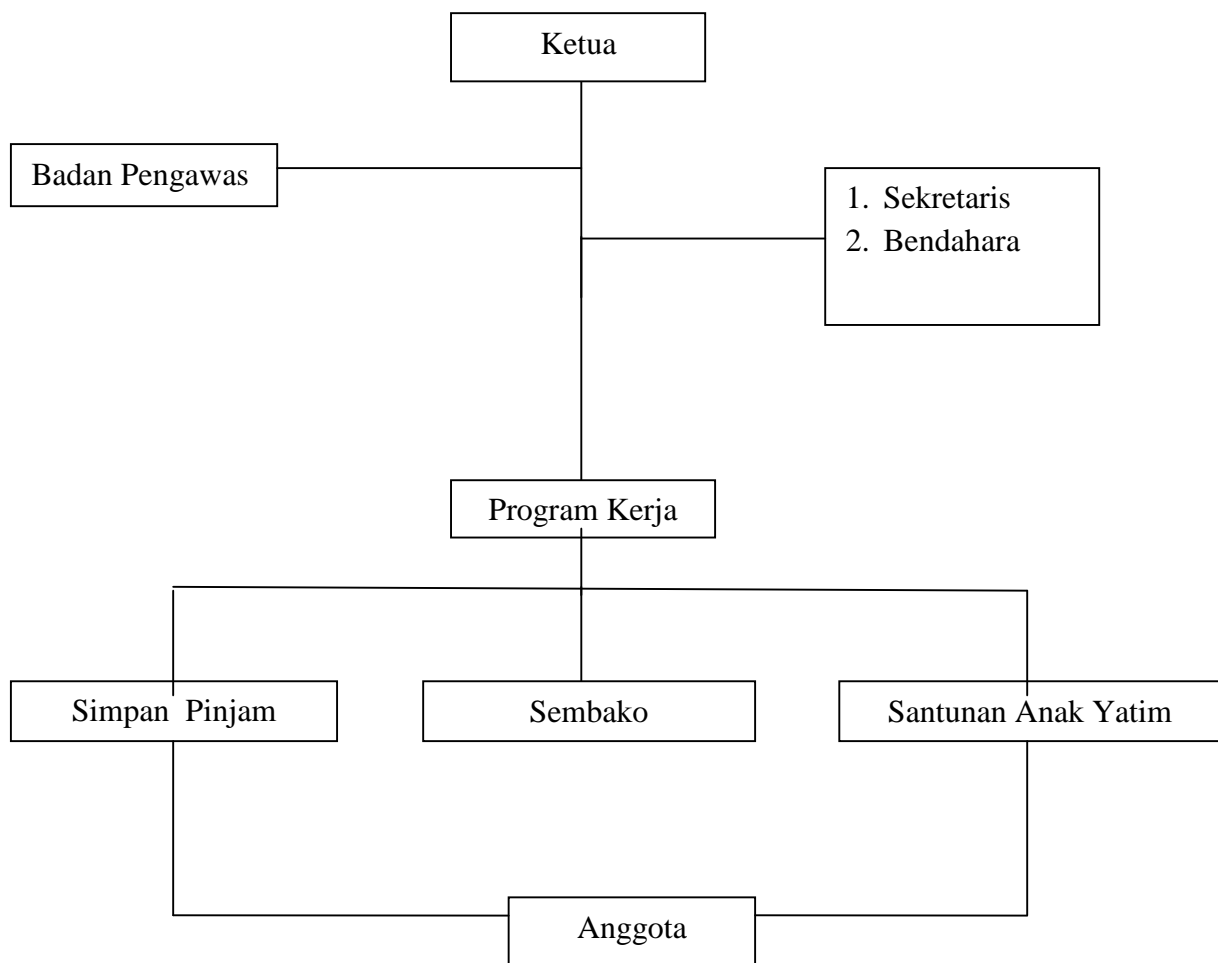 Ketua
Badan Pengawas
1. Sekretaris
2. Bendahara
Program Kerja
Simpan Pinjam
Sembako
Santunan Anak Yatim
Anggota